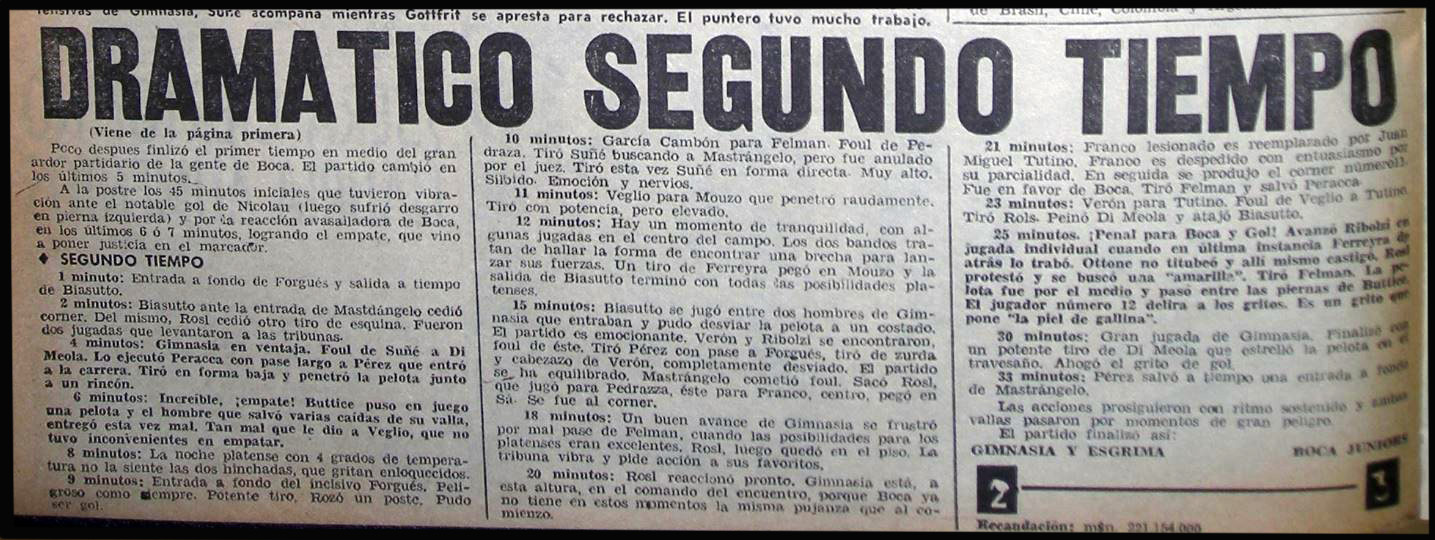 tensivas de Gimnasia, Suñé acompaña mientras Gottfrit se apresta para rechazar. El puntero tuvo mucho trabajo.
de Brasil, Chile, Colombia y
DRAMATICO SEGUNDO TIEMPO
(Viene de la página primera)
Poco despues finlizó el primer tiempo en medio del gran
ardor partidario de la gente de Boca. El partido cambió en
los últimos 5 minutos.
A la postre los 45 minutos iniciales que tuvieron vibra-
ción ante el notable gol de Nicolau (luego sufrió desgarro
en pierna izquierda) y por la reacción avasalladora de Boca,
en los últimos 6 ó 7 minutos, logrando el empate, que vino
a poner justicia en el marcador.
♦ SEGUNDO TIEMPO
1 minuto: Entrada a fondo de Forgués y salida a tiempo
de Biasutto.
2 minutos: Biasutto ante la entrada de Mastdángelo cedió
corner. Del mismo, Rosl cedió otro tiro de esquina. Fueron
dos jugadas que levantaron a las tribunas.
4 minutos: Gimnasia en ventaja. Foul de Suñé a Di
Meola. Lo ejecutó Peracca con pase largo a Pérez que entró
a la carrera. Tiró en forma baja y penetró la pelota junto
a un rincón.
6 minutos: Increíble, ¡empate! Buttice puso en juego
una pelota y el hombre que salvó varias caídas de su valla,
entregó esta vez mal. Tan mal que le dio a Veglio, que no
tuvo inconvenientes en empatar.
8 minutos: La noche platense con 4 grados de tempera-
tura no la siente las dos hinchadas, que gritan enloquecidos.
9 minutos: Entrada a fondo del incisivo Forgués. Peli-
groso como siempre. Potente tiro. Rozó un poste. Pudo
ser gol.
10 minutos: García Cambón para Felman. Foul de Pe-
draza. Tiró Suñé buscando a Mastrángelo, pero fue anulado
por el juez. Tiró esta vez Suñé en forma directa. Muy alto.
Silbido. Emoción y nervios.
11 minutos: Veglio para Mouzo que penetró raudamente.
Tiró con potencia, pero elevado.
12 minutos: Hay un momento de tranquilidad, con al-
gunas jugadas en el centro del campo. Los dos bandos tra-
tan de hallar la forma de encontrar una brecha para lan-
zar sus fuerzas. Un tiro de Ferreyra pegó en Mouzo y la
salida de Biasutto terminó con todas las posibilidades pla-
tenses.
15 minutos: Biasutto se jugó entre dos hombres de Gim-
nasia que entraban y pudo desviar la pelota a un costado.
El partido es emocionante. Verón y Ribolzi se encontraron,
foul de éste. Tiró Pérez con pase a Forgués, tiró de zurda
y cabezazo de Verón, completamente desviado. El partido
se ha equilibrado. Mastrángelo cometió foul. Sacó Rosl,
que jugó para Pedrazza, éste para Franco, centro, pegó en
Sá. Se fue al corner.
18 minutos: Un buen avance de Gimnasia se frustró
por mal pase de Felman, cuando las posibilidades para los
platenses eran excelentes. Rosl, luego quedó en el piso. La
tribuna vibra y pide acción a sus favoritos.
20 minutos: Rosl reaccionó pronto. Gimnasia está, a
esta altura, en el comando del encuentro, porque Boca ya
no tiene en estos momentos la misma pujanza que al co-
mienzo.
21 minutos: Franco lesionado es reemplazado por Juan
Miguel Tutino. Franco es despedido con entusiasmo por
su parcialidad. En seguida se produjo el corner número11.
Fue en favor de Boca. Tiró Felman y salvó Peracca.
23 minutos: Verón para Tutino. Foul de Veglio a Tutino.
Tiró Rols. Peinó Di Meola y atajó Biasutto.
25 minutos. ¡Penal para Boca y Gol! Avanzó Ribolzi en
jugada individual cuando en última instancia Ferreyra de
atrás lo trabó. Ottone no titubeó y allí mismo castigó. Rosl
protestó y se buscó una "amarilla". Tiró Felman. La pe-
lota fue por el medio y pasó entre las piernas de Buttice.
El jugador número 12 delira a los gritos. Es un grito que
pone "la piel de gallina".
30 minutos: Gran jugada de Gimnasia. Finalizó con
un potente tiro de Di Meola que estrelló la pelota en el
travesaño. Ahogó el grito de gol.
33 minutos: Pérez salvó a tiempo una entrada a fondo
de Mastrángelo.
Las acciones prosiguieron con ritmo sostenido y ambas
vallas pasaron por momentos de gran peligro.
El partido finalizó así:
GIMNASIA Y ESGRIMA BOCA JUNIORS
2 3
Recaudación: m$n. 221.154.000